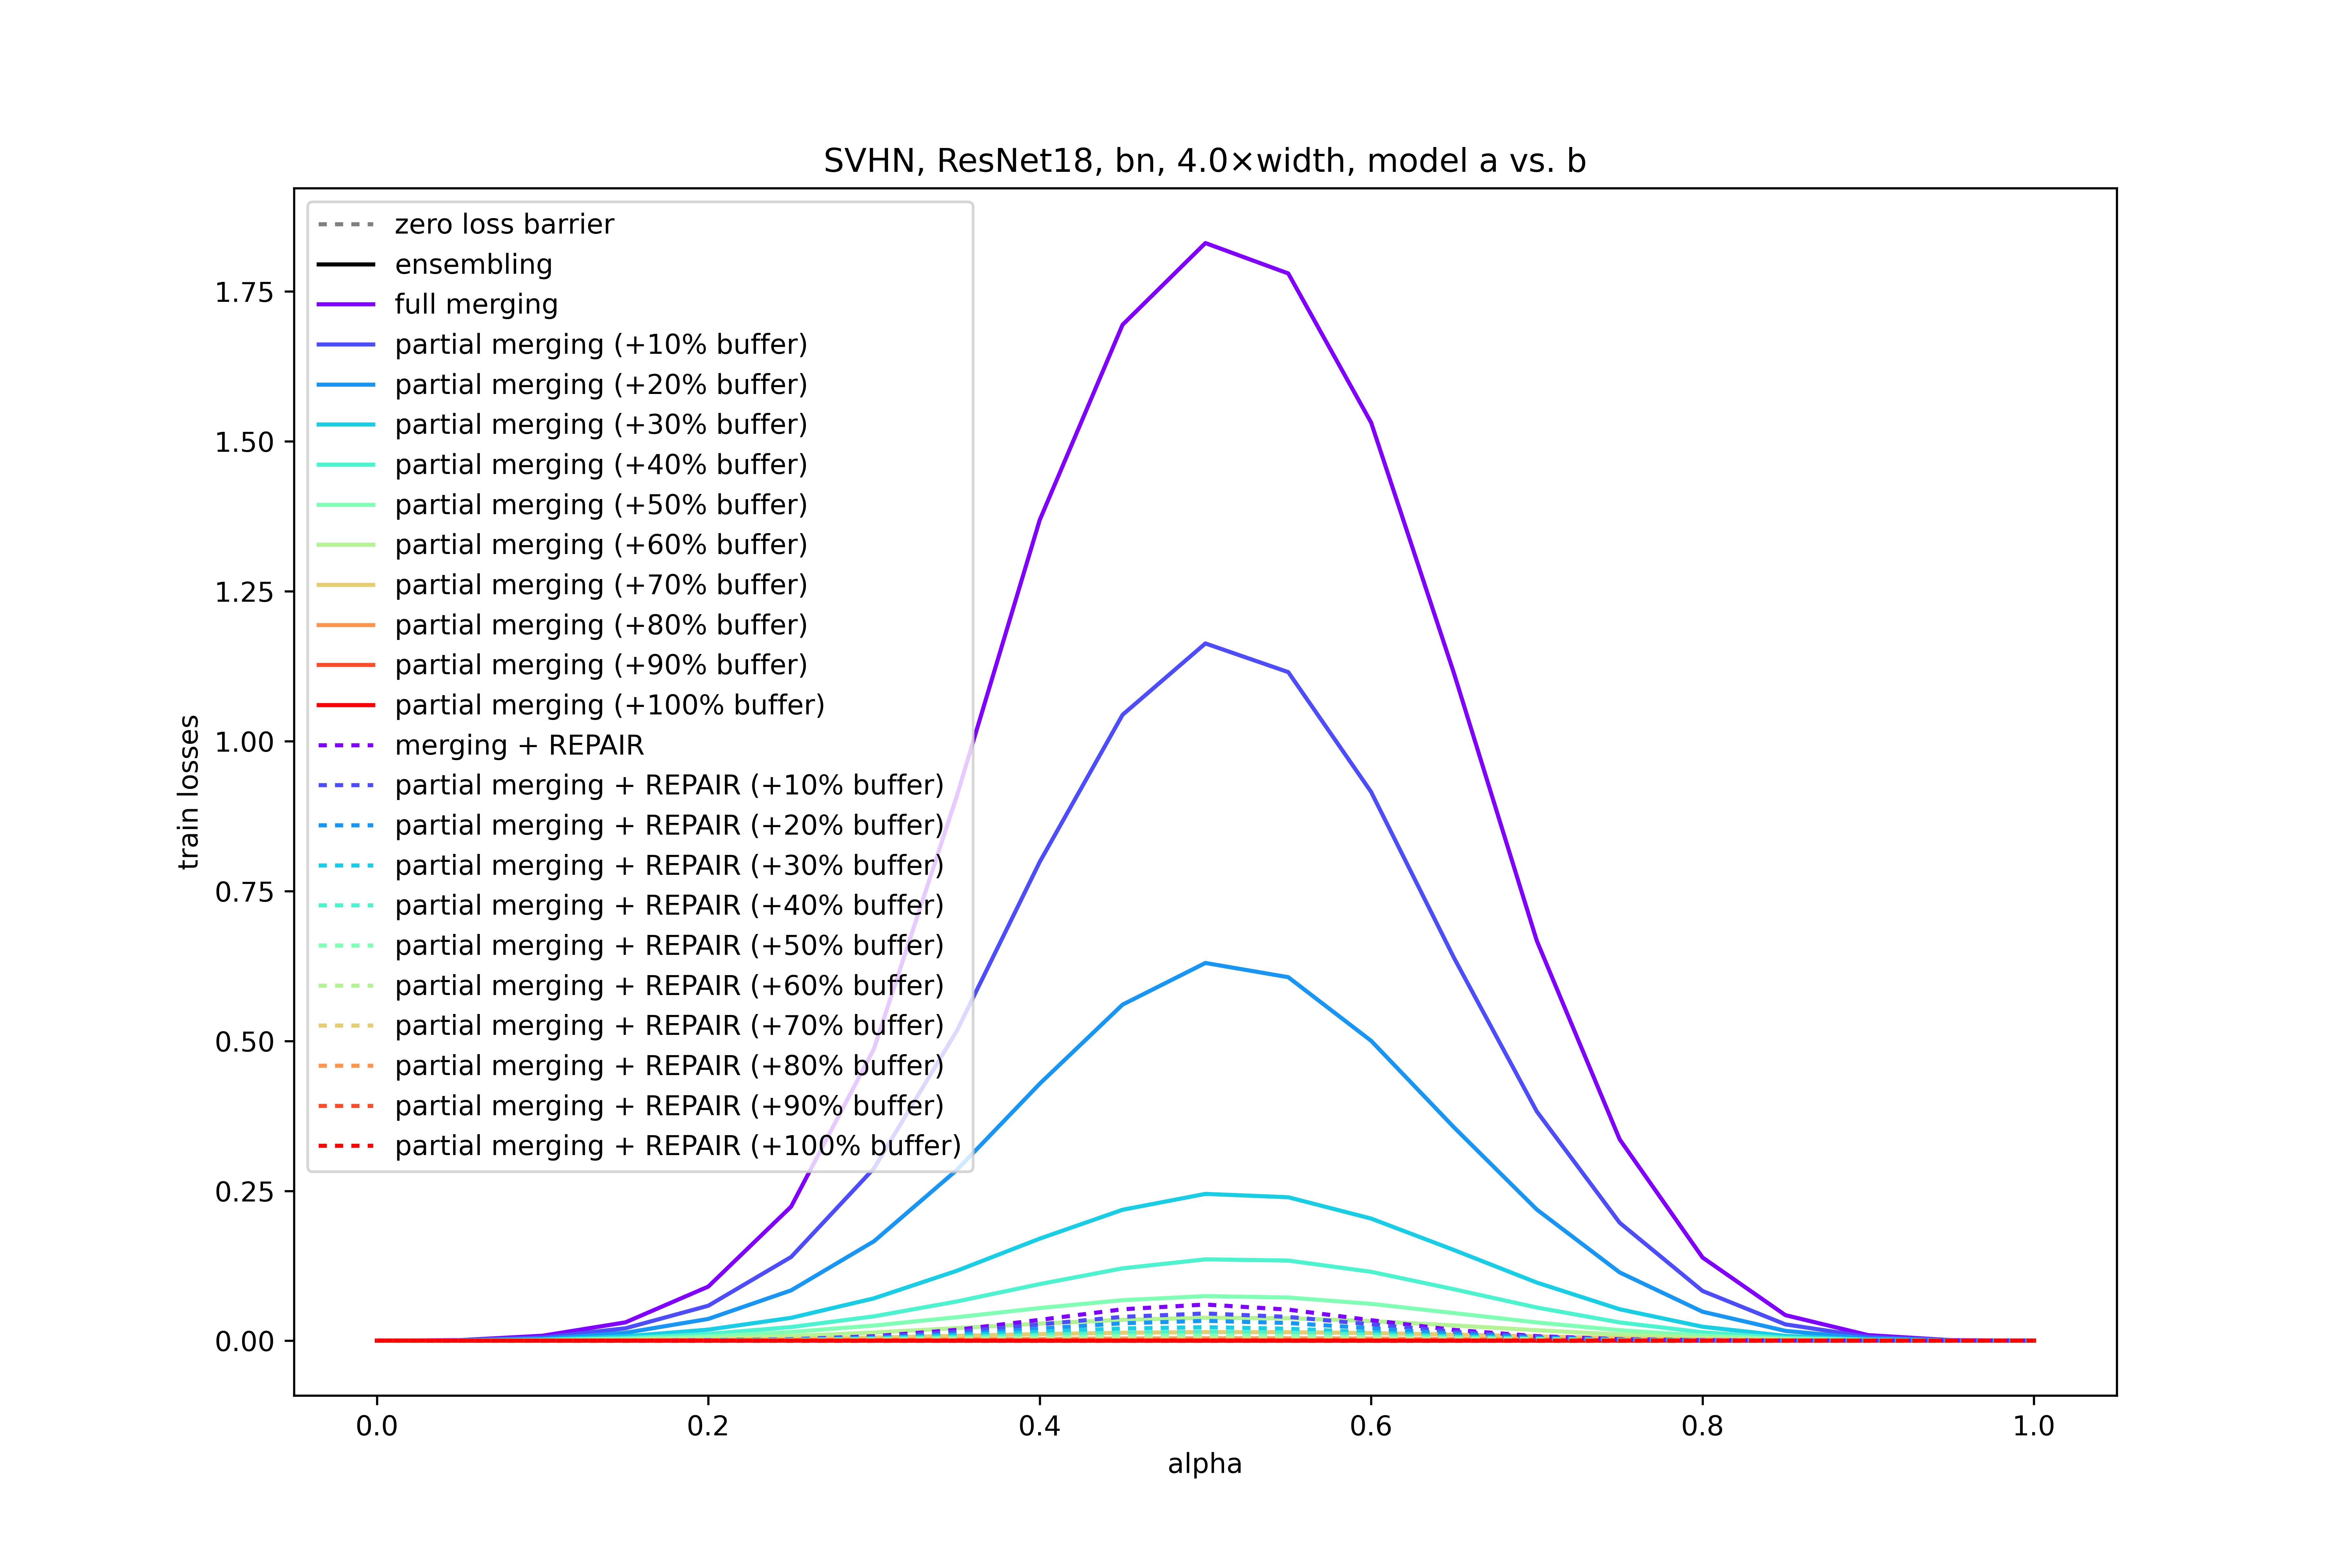 SVHN, ResNet18, bn, 4.0×width, model a vs. b
zero loss barrier
ensembling
full merging
partial merging (+10% buffer)
partial merging (+20% buffer)
partial merging (+30% buffer)
partial merging (+40% buffer)
partial merging (+50% buffer)
partial merging (+60% buffer)
partial merging (+70% buffer)
partial merging (+80% buffer)
partial merging (+90% buffer)
partial merging (+100% buffer)
merging + REPAIR
partial merging + REPAIR (+10% buffer)
partial merging + REPAIR (+20% buffer)
partial merging + REPAIR (+30% buffer)
partial merging + REPAIR (+40% buffer)
partial merging + REPAIR (+50% buffer)
partial merging + REPAIR (+60% buffer)
partial merging + REPAIR (+70% buffer)
partial merging + REPAIR (+80% buffer)
partial merging + REPAIR (+90% buffer)
partial merging + REPAIR (+100% buffer)
train losses
1.75
1.50
1.25
1.00
0.75
0.50
0.25
0.00
0.0 0.2 0.4 0.6 0.8 1.0
alpha